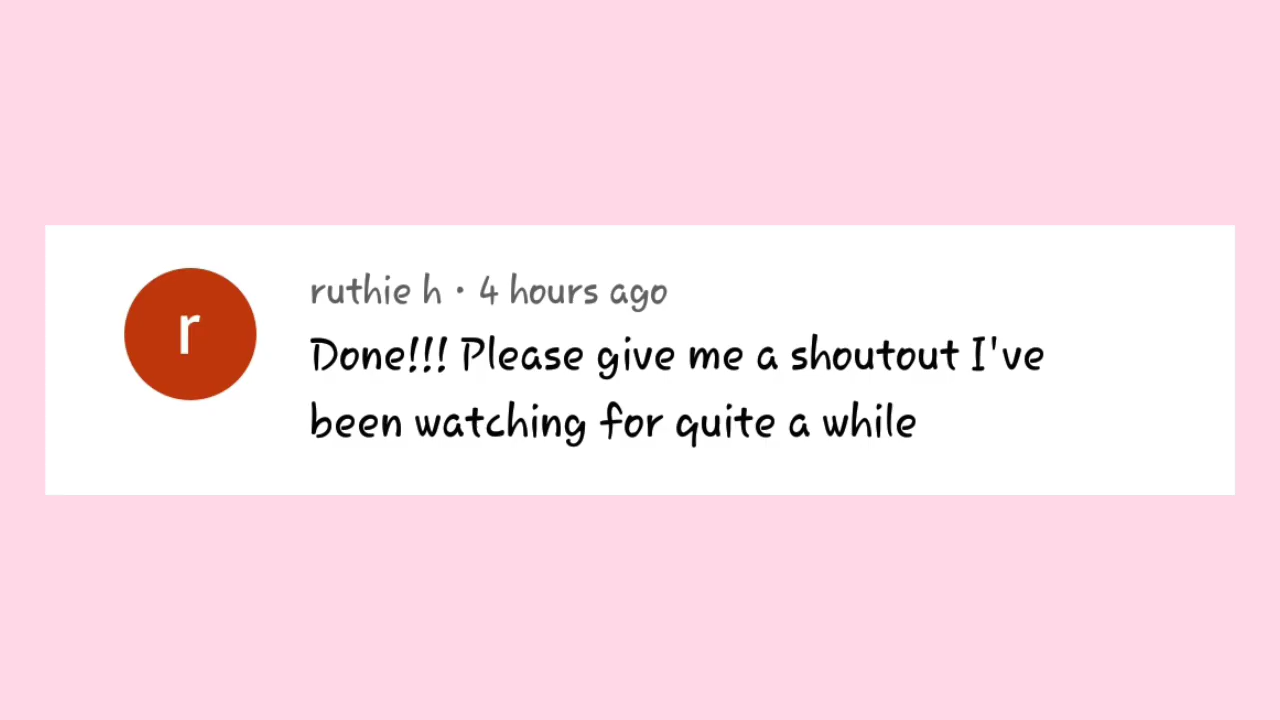 r
ruthie h • 4 hours ago
Done!!! Please give me a shoutout I've
been watching for quite a while